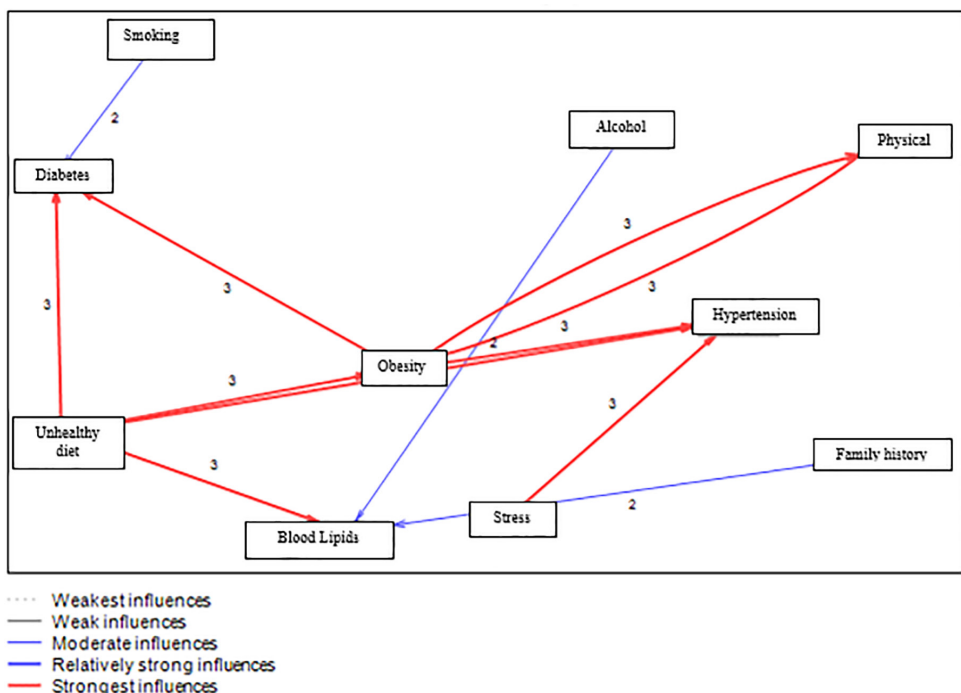 Smoking
2
Alcohol
Physical
Diabetes
3
3
3
3
Hypertension
3
2
Obesity
3
3
Unhealthy
diet
3
Family history
2
Stress
Blood Lipids
Weakest influences
Weak influences
Moderate influences
Relatively strong influences
Strongest influences